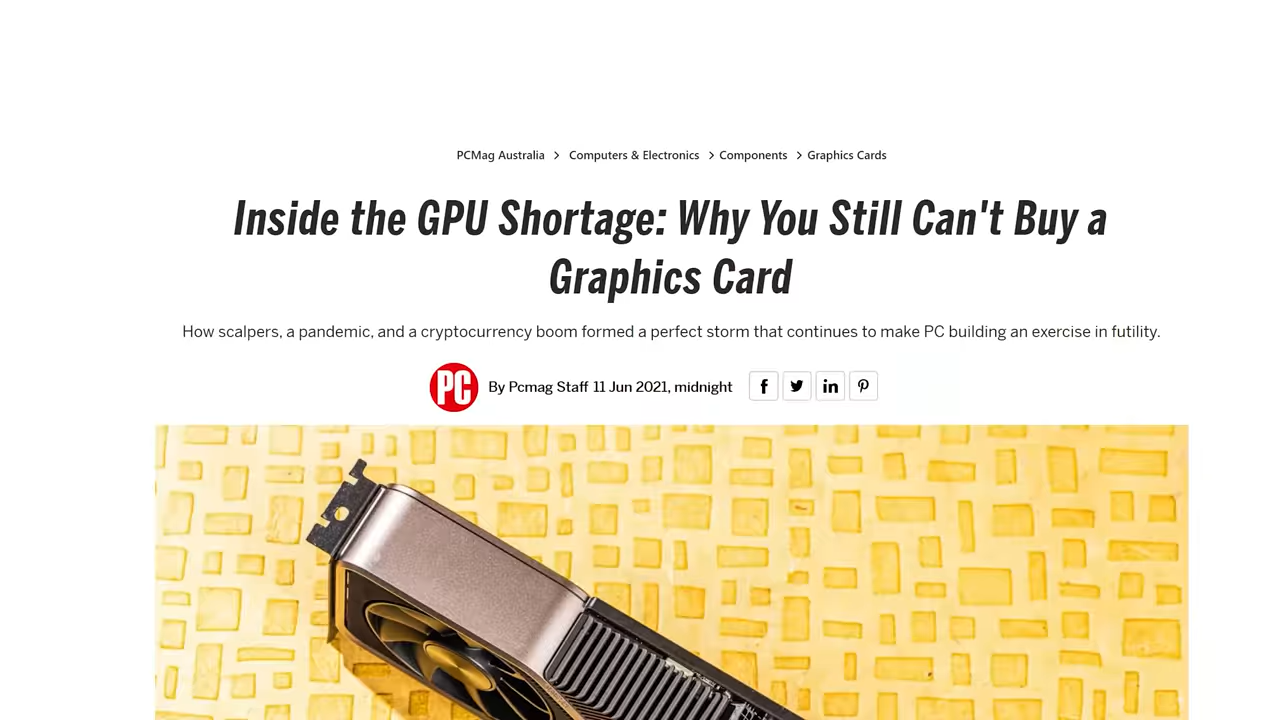 PCMag Australia > Computers & Electronics > Components > Graphics Cards
Inside the GPU Shortage: Why You Still Can't Buy a
Graphics Card
How scalpers, a pandemic, and a cryptocurrency boom formed a perfect storm that continues to make PC building an exercise in futility.
PC By Pcmag Staff 11 Jun 2021, midnight